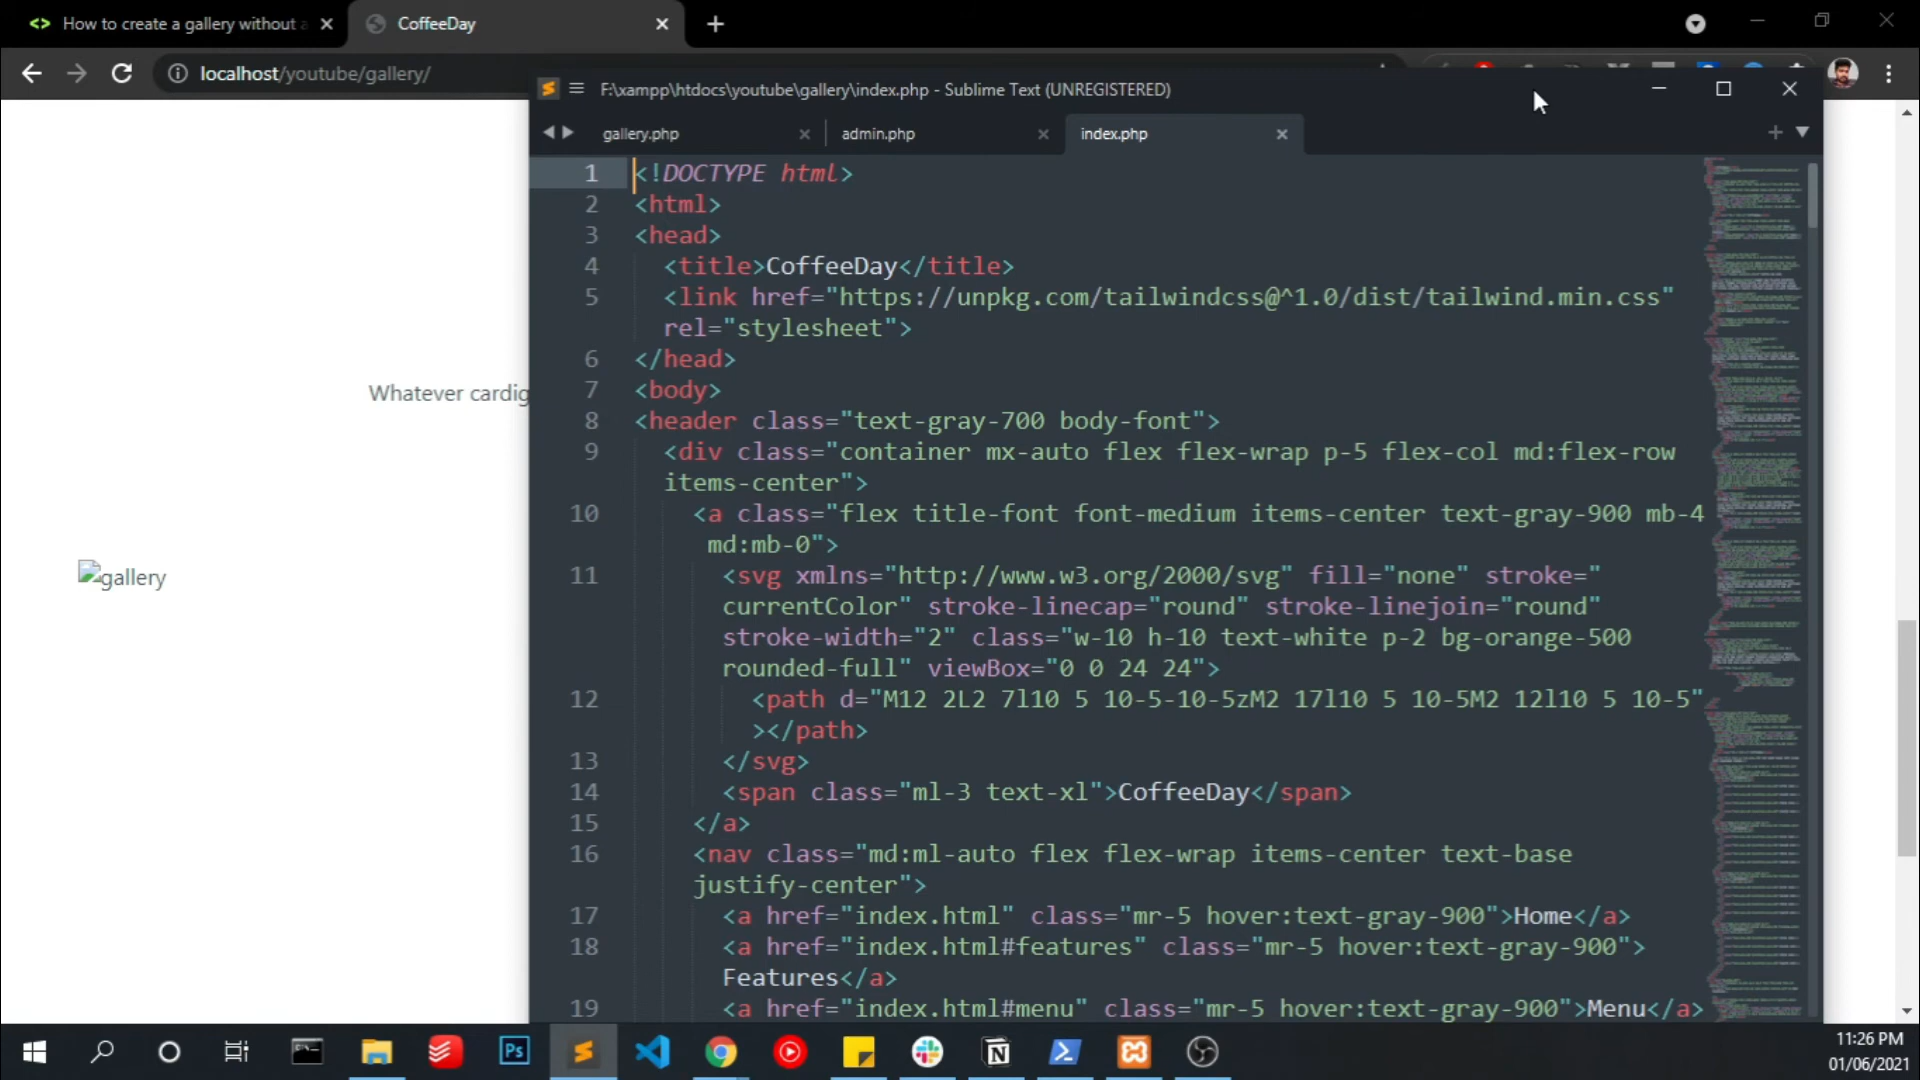 How to create a gallery without a
CoffeeDay
localhost/youtube/gallery/
F:\xampp\htdocs\youtube\gallery\index.php - Sublime Text (UNREGISTERED)
gallery.php
admin.php
index.php
1 <!DOCTYPE html>
2 <html>
3 <head>
4 <title>CoffeeDay</title>
5 <link href="https://unpkg.com/tailwindcss@^1.0/dist/tailwind.min.css"
rel="stylesheet">
6 </head>
7 <body>
8 <header class="text-gray-700 body-font">
9 <div class="container mx-auto flex flex-wrap p-5 flex-col md:flex-row
items-center">
10 <a class="flex title-font font-medium items-center text-gray-900 mb-4
md:mb-0">
11 <svg xmlns="http://www.w3.org/2000/svg" fill="none" stroke="
currentColor" stroke-linecap="round" stroke-linejoin="round"
stroke-width="2" class="w-10 h-10 text-white p-2 bg-orange-500
rounded-full" viewBox="0 0 24 24">
12 <path d="M12 2L2 7l10 5 10-5-10-5zM2 17l10 5 10-5M2 12l10 5 10-5"
></path>
13 </svg>
14 <span class="ml-3 text-xl">CoffeeDay</span>
15 </a>
16 <nav class="md:ml-auto flex flex-wrap items-center text-base
justify-center">
17 <a href="index.html" class="mr-5 hover:text-gray-900">Home</a>
18 <a href="index.html#features" class="mr-5 hover:text-gray-900">
Features</a>
19 <a href="index.html#menu" class="mr-5 hover:text-gray-900">Menu</a>
Whatever cardig
gallery
Ps
11:26 PM
01/06/2021